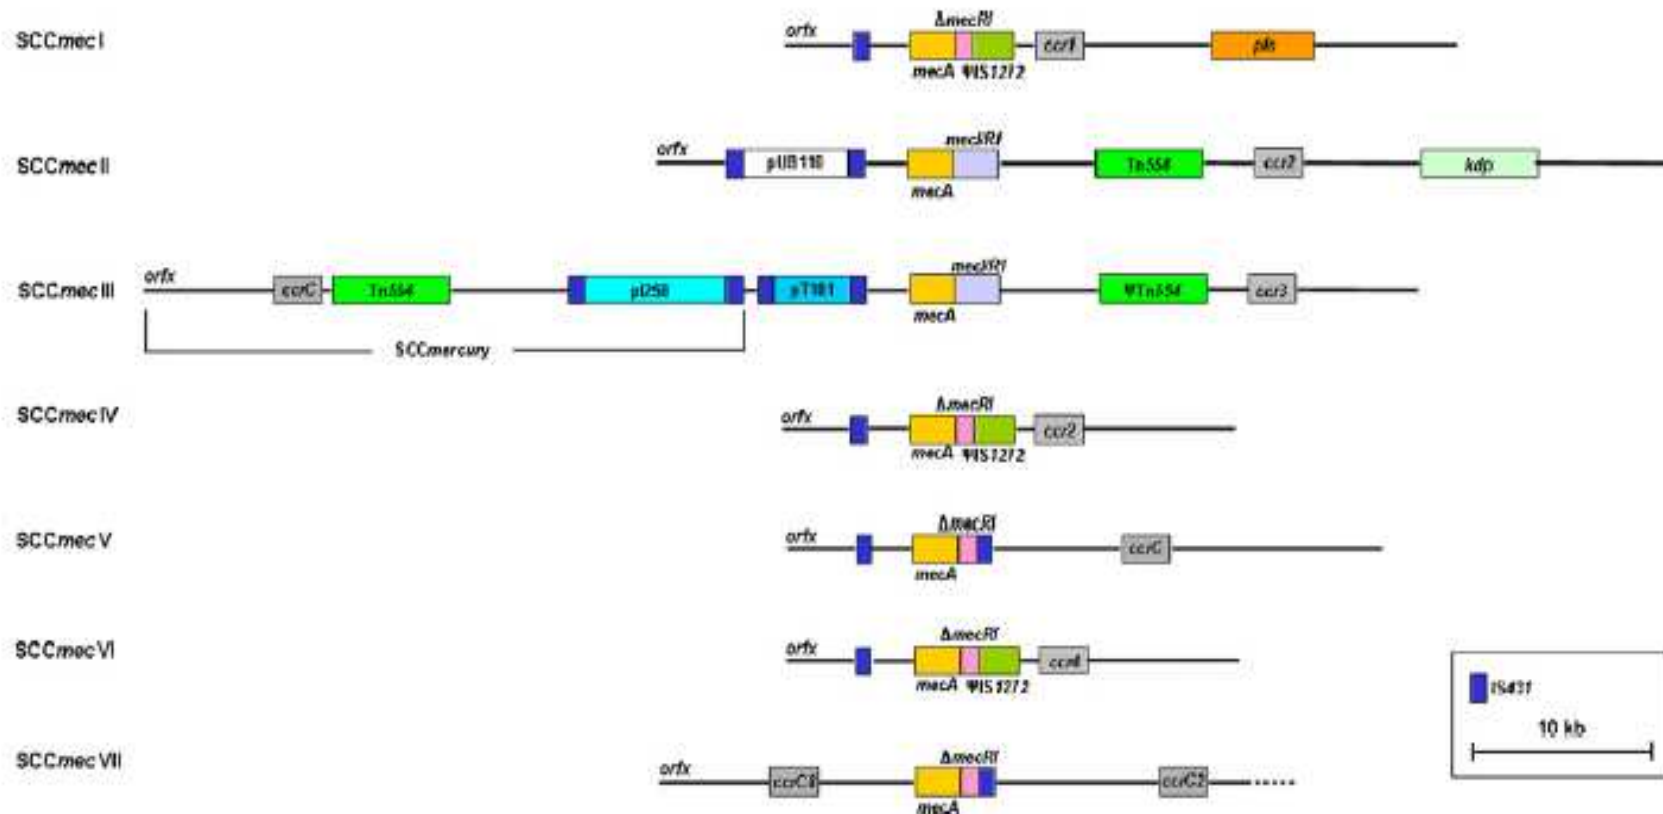 SCCmec I
orfx
ΔmecRI
ccr1
pls
mecA ΨIS1272
SCCmec II
orfx
pUB110
mecI/RI
Tn554
ccr2
kdp
mecA
SCCmec III
orfx
ccrC
Tn554
pI258
pT181
mecI/RI
ΨTn554
ccr3
mecA
SCCmercury
SCCmec IV
orfx
ΔmecRI
ccr2
mecA ΨIS1272
SCCmec V
orfx
ΔmecRI
ccrC
mecA
SCCmec VI
orfx
ΔmecRI
mecA ΨIS1272
IS431
10 kb
SCCmec VII
orfx
ΔmecRI
ccrC2
mecA